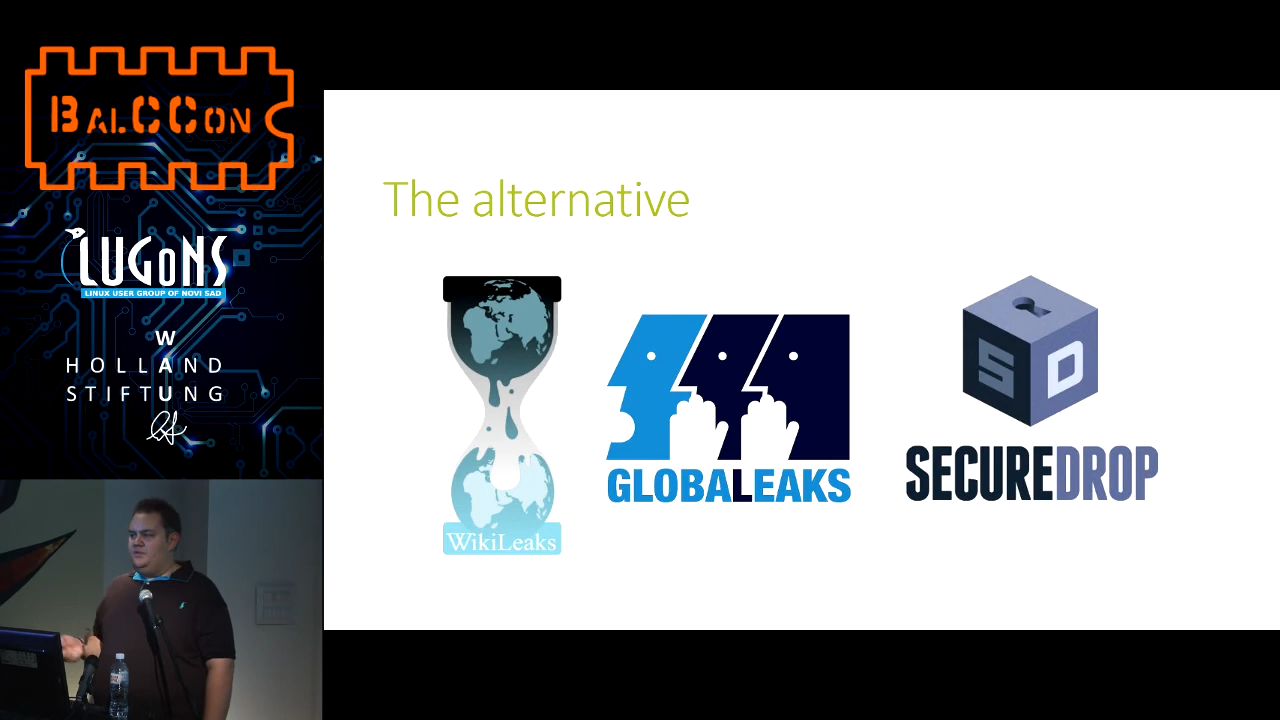 BALCCON
LUGoNS
LINUX USER GROUP OF NOVI SAD
W
HOLLAND
STIFTUNG
The alternative
WikiLeaks
GLOBALEAKS
SD
SECUREDROP